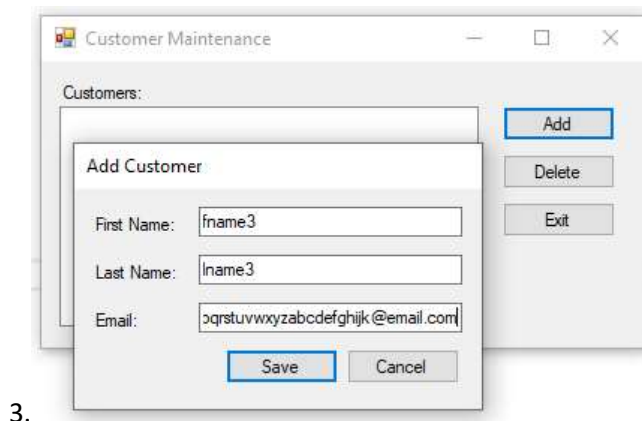 Customer Maintenance
Customers:
Add
Add Customer
Delete
First Name: fname3
Exit
Last Name: lname3
Email: pqrstuvwxyzabcdefghijk@email.com
Save Cancel
3.